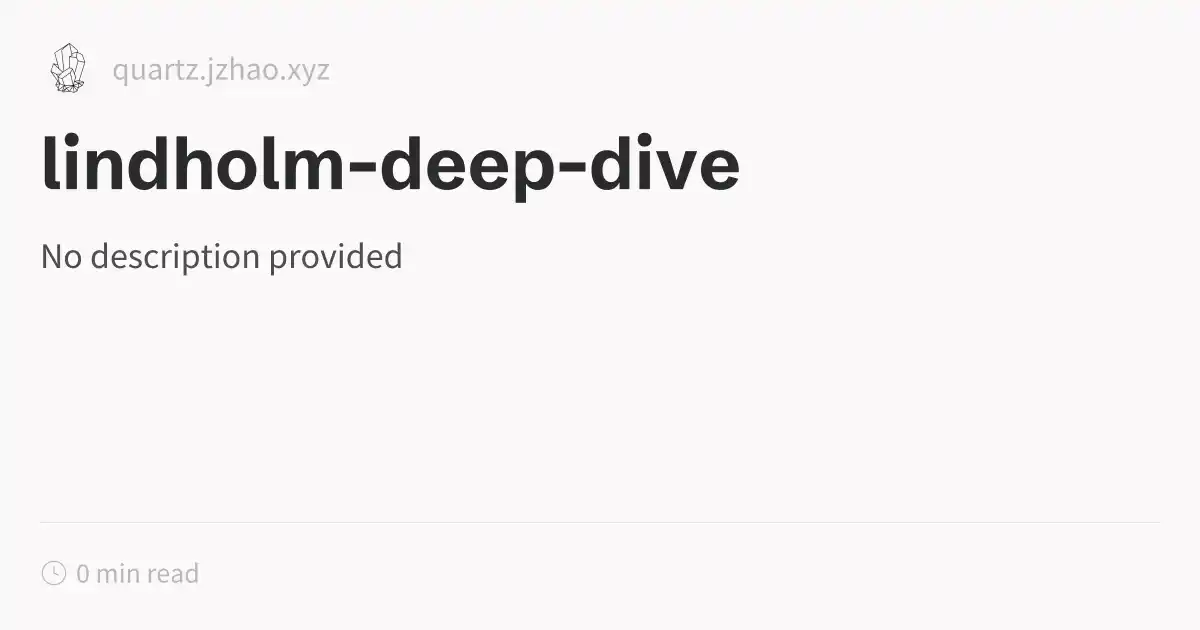 quartz.jzhao.xyz
lindholm-deep-dive
No description provided
0 min read